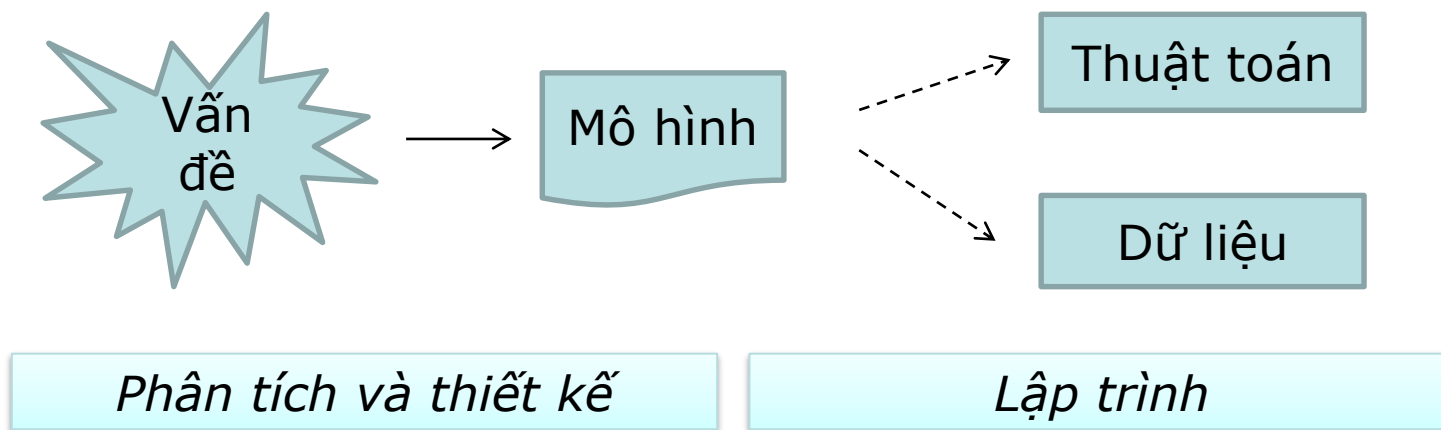 Vấn
đề
Mô hình
Thuật toán
Dữ liệu
Phân tích và thiết kế
Lập trình